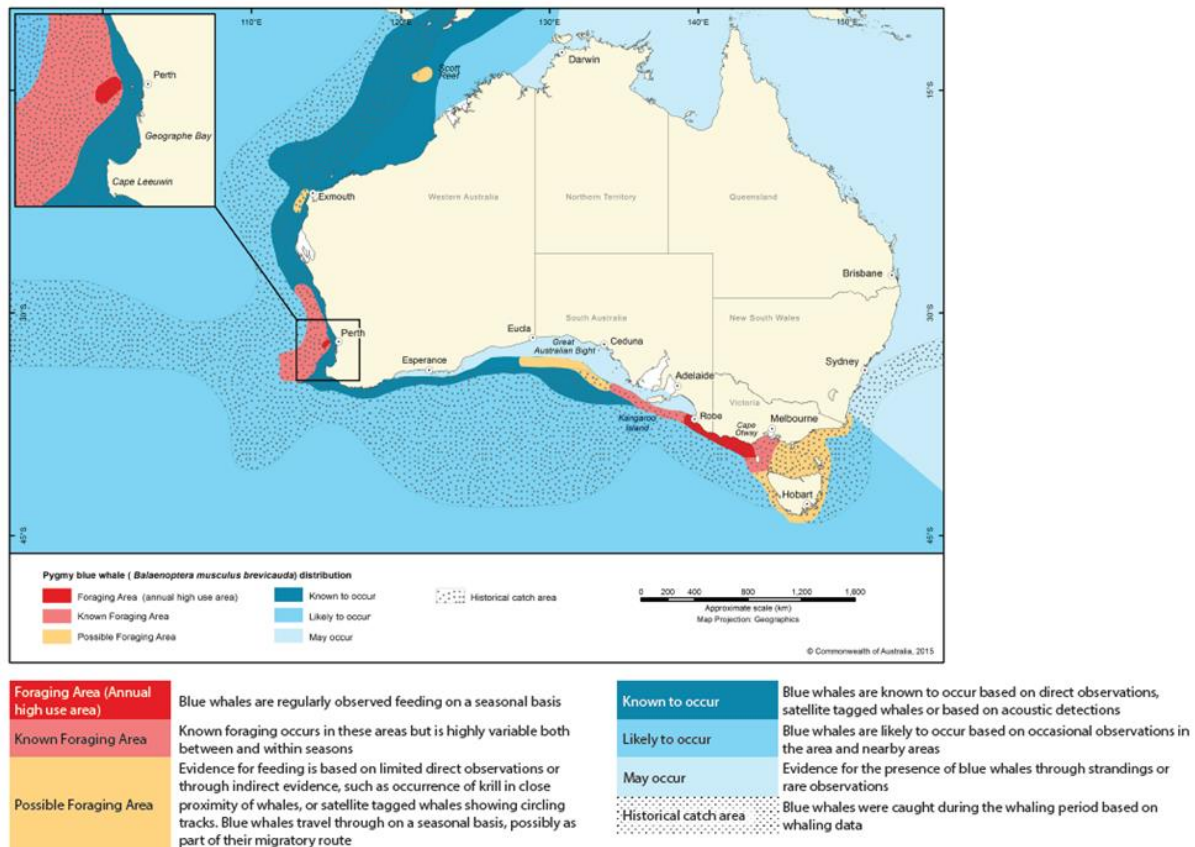 110°E
120°E
130°E
140°E
150°E
Perth
Geographe Bay
Cape Leeuwin
Scott
Reef
Darwin
15°S
15°S
Exmouth
Western Australia
Northern Territory
Queensland
Brisbane
30°S
30°S
Perth
Esperance
Eucla
South Australia
Great
Australian Bight
Ceduna
New South Wales
Sydney
Adelaide
Kangaroo
Island
Robe
Victoria
Cape
Otway
Melbourne
Hobart
45°S
45°S
Pygmy blue whale ( Balaenoptera musculus brevicauda) distribution
Foraging Area (annual high use area)
Known Foraging Area
Possible Foraging Area
Known to occur
Likely to occur
May occur
Historical catch area
0 200 400 800 1,200 1,600
Approximate scale (km)
Map Projection: Geographics
© Commonwealth of Australia, 2015
Foraging Area (Annual
high use area)
Blue whales are regularly observed feeding on a seasonal basis
Known Foraging Area
Known foraging occurs in these areas but is highly variable both
between and within seasons
Possible Foraging Area
Evidence for feeding is based on limited direct observations or
through indirect evidence, such as occurrence of krill in close
proximity of whales, or satellite tagged whales showing circling
tracks. Blue whales travel through on a seasonal basis, possibly as
part of their migratory route
Known to occur
Blue whales are known to occur based on direct observations,
satellite tagged whales or based on acoustic detections
Likely to occur
Blue whales are likely to occur based on occasional observations in
the area and nearby areas
May occur
Evidence for the presence of blue whales through strandings or
rare observations
Historical catch area
Blue whales were caught during the whaling period based on
whaling data